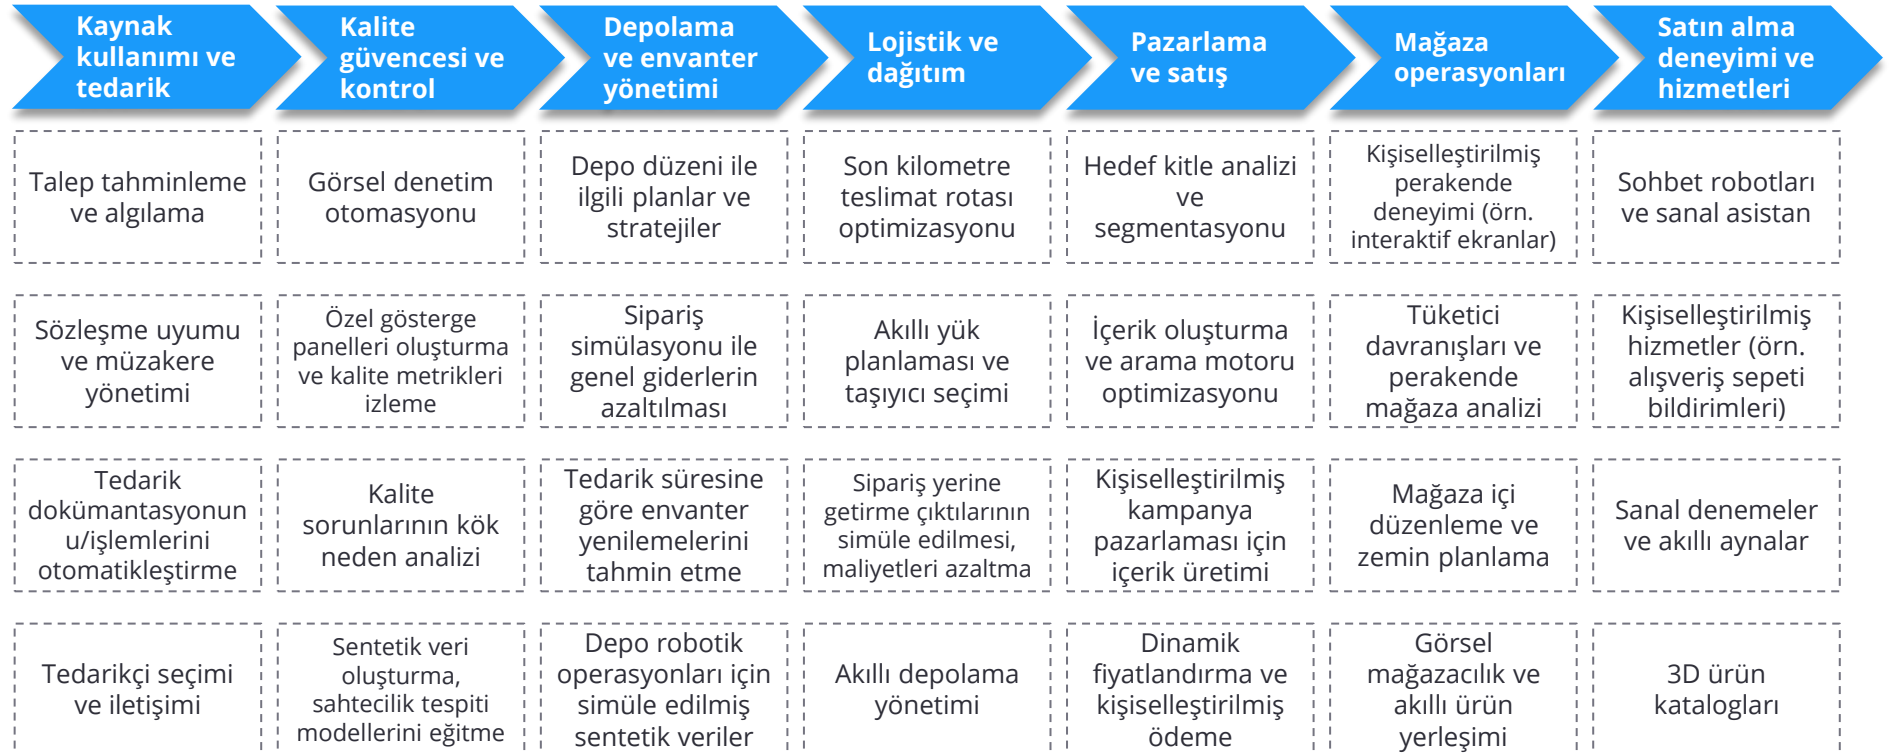 Kaynak
kullanımı ve
tedarik
Kalite
güvencesi ve
kontrol
Depolama
ve envanter
yönetimi
Lojistik ve
dağıtım
Pazarlama
ve satış
Mağaza
operasyonları
Satın alma
deneyimi ve
hizmetleri
Talep tahminleme
ve algılama
Görsel denetim
otomasyonu
Depo düzeni ile
ilgili planlar ve
stratejiler
Son kilometre
teslimat rotası
optimizasyonu
Hedef kitle analizi
ve
segmentasyonu
Kişiselleştirilmiş
perakende
deneyimi (örn.
interaktif ekranlar)
Sohbet robotları
ve sanal asistan
Sözleşme uyumu
ve müzakere
yönetimi
Özel gösterge
panelleri oluşturma
ve kalite metrikleri
izleme
Sipariş
simülasyonu ile
genel giderlerin
azaltılması
Akıllı yük
planlaması ve
taşıyıcı seçimi
İçerik oluşturma
ve arama motoru
optimizasyonu
Tüketici
davranışları ve
perakende
mağaza analizi
Kişiselleştirilmiş
hizmetler (örn.
alışveriş sepeti
bildirimleri)
Tedarik
dokümantasyonun
u/işlemlerini
otomatikleştirme
Kalite
sorunlarının kök
neden analizi
Tedarik süresine
göre envanter
yenilemelerini
tahmin etme
Sipariş yerine
getirme çıktılarının
simüle edilmesi,
maliyetleri azaltma
Kişiselleştirilmiş
kampanya
pazarlaması için
içerik üretimi
Mağaza içi
düzenleme ve
zemin planlama
Sanal denemeler
ve akıllı aynalar
Tedarikçi seçimi
ve iletişimi
Sentetik veri
oluşturma,
sahtecilik tespiti
modellerini eğitme
Depo robotik
operasyonları için
simüle edilmiş
sentetik veriler
Akıllı depolama
yönetimi
Dinamik
fiyatlandırma ve
kişiselleştirilmiş
ödeme
Görsel
mağazacılık ve
akıllı ürün
yerleşimi
3D ürün
katalogları